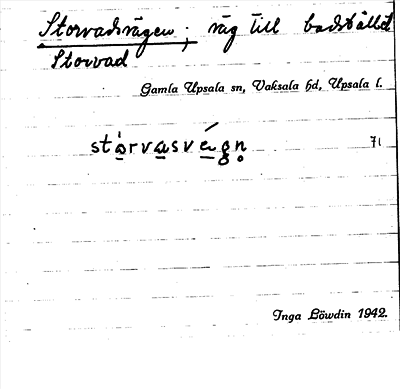 Storvadsvägen; väg till badstället
Storvad
Gamla Upsala sn, Vaksala hd, Upsala l.
stårvasvägn̥ 71
Inga Löwdin 1942.